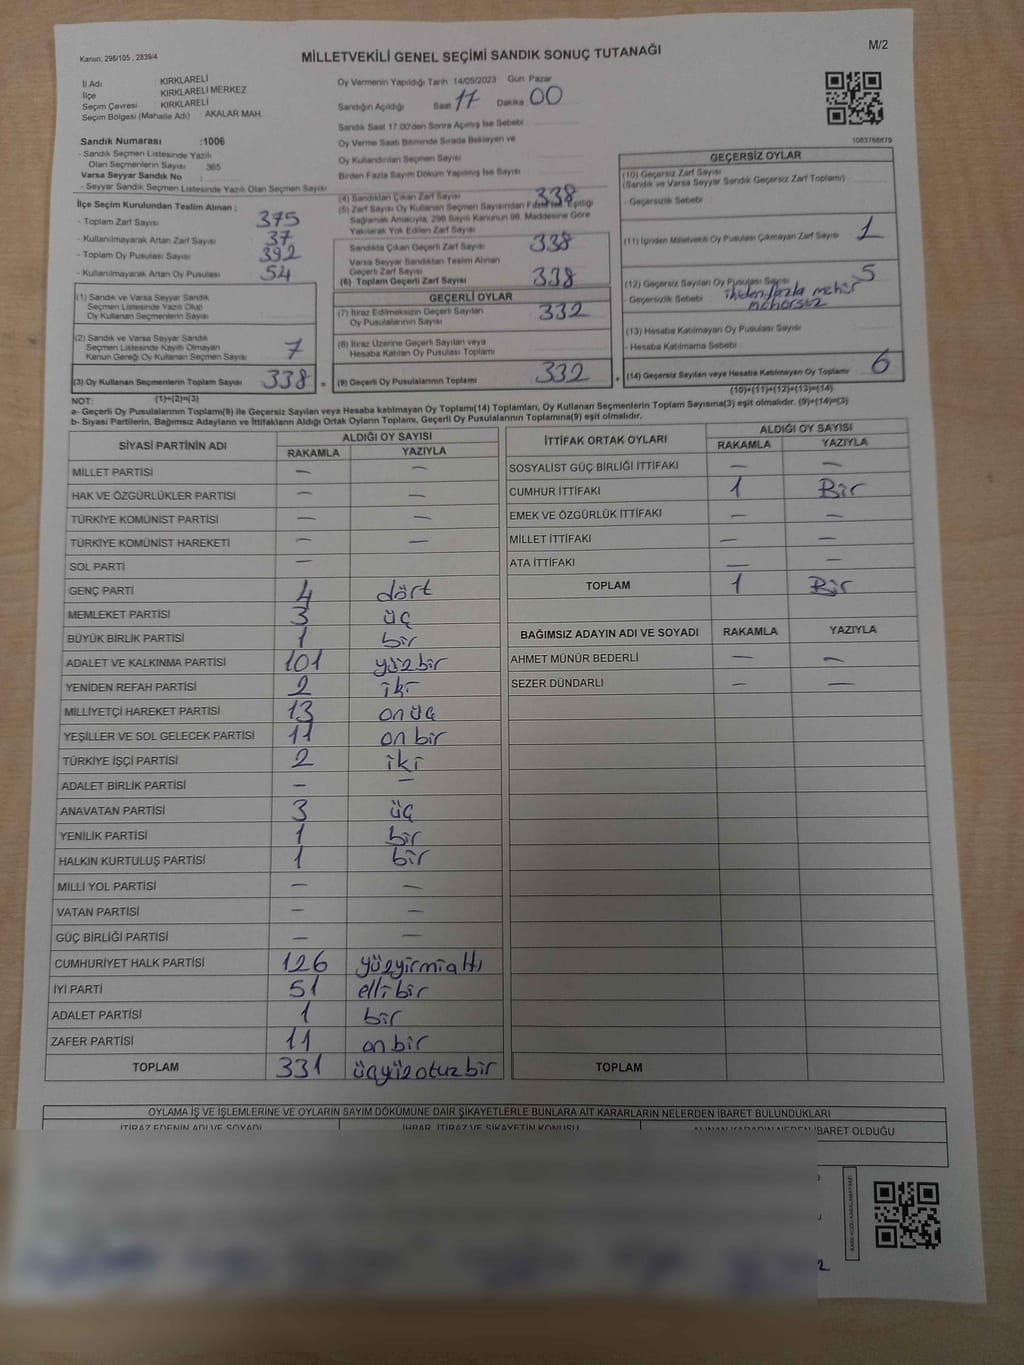 Kanun: 298/105 , 2839/4
MİLLETVEKİLİ GENEL SEÇİMİ SANDIK SONUÇ TUTANAĞI
M/2
İl Adı KIRKLARELİ
İlçe KIRKLARELİ MERKEZ
Seçim Çevresi KIRKLARELİ
Seçim Bölgesi (Mahalle Adı) AKALAR MAH.
Sandık Numarası :1006
- Sandık Seçmen Listesinde Yazılı
Olan Seçmenlerin Sayısı 365
Varsa Seyyar Sandık No :
- Seyyar Sandık Seçmen Listesinde Yazılı Olan Seçmen Sayısı
İlçe Seçim Kurulundan Teslim Alınan :
- Toplam Zarf Sayısı 375
- Kullanılmayarak Artan Zarf Sayısı 37
- Toplam Oy Pusulası Sayısı 392
- Kullanılmayarak Artan Oy Pusulası 54
(1) Sandık ve Varsa Seyyar Sandık
Seçmen Listesinde Yazılı Olup
Oy Kullanan Seçmenlerin Sayısı :
(2) Sandık ve Varsa Seyyar Sandık
Seçmen Listesinde Kayıtlı Olmayan
Kanun Gereği Oy Kullanan Seçmen Sayısı 7
(3) Oy Kullanan Seçmenlerin Toplam Sayısı 338 =
Oy Vermenin Yapıldığı Tarih 14/05/2023 Gün Pazar
Sandığın Açıldığı Saat 17 Dakika 00
Sandık Saat 17:00'den Sonra Açılmış İse Sebebi
Oy Verme Saati Bitiminde Sırada Bekleyen ve
Oy Kullandırılan Seçmen Sayısı
Birden Fazla Sayım Döküm Yapılmış İse Sayısı
(4) Sandıktan Çıkan Zarf Sayısı 338
(5) Zarf Sayısı Oy Kullanan Seçmen Sayısından Fazla İse, Eşitliği
Sağlamak Amacıyla, 298 Sayılı Kanunun 98. Maddesine Göre
Yakılarak Yok Edilen Zarf Sayısı
Sandıkta Çıkan Geçerli Zarf Sayısı 338
Varsa Seyyar Sandıktan Teslim Alınan
Geçerli Zarf Sayısı
(6) Toplam Geçerli Zarf Sayısı 338
GEÇERLİ OYLAR
(7) İtiraz Edilmeksizin Geçerli Sayılan
Oy Pusulalarının Sayısı 332
(8) İtiraz Üzerine Geçerli Sayılan veya
Hesaba Katılan Oy Pusulası Toplamı
(9) Geçerli Oy Pusulalarının Toplamı 332 +
1083766679
GEÇERSİZ OYLAR
(10) Geçersiz Zarf Sayısı
(Sandık ve Varsa Seyyar Sandık Geçersiz Zarf Toplamı)
- Geçersizlik Sebebi
(11) İçinden Milletvekili Oy Pusulası Çıkmayan Zarf Sayısı 1
(12) Geçersiz Sayılan Oy Pusulası Sayısı 5
- Geçersizlik Sebebi : ikiden fazla mühür
mühürsüz
(13) Hesaba Katılmayan Oy Pusulası Sayısı
- Hesaba Katılmama Sebebi :
(14) Geçersiz Sayılan veya Hesaba Katılmayan Oy Toplamı 6
NOT: (1)+(2)=(3) (10)+(11)+(12)+(13)=(14)
a- Geçerli Oy Pusulalarının Toplamı(9) ile Geçersiz Sayılan veya Hesaba katılmayan Oy Toplamı(14) Toplamları, Oy Kullanan Seçmenlerin Toplam Sayısına(3) eşit olmalıdır. (9)+(14)=(3)
b- Siyasi Partilerin, Bağımsız Adayların ve İttifakların Aldığı Ortak Oyların Toplamı, Geçerli Oy Pusulalarının Toplamına(9) eşit olmalıdır.
SİYASİ PARTİNİN ADI ALDIĞI OY SAYISI
RAKAMLA YAZIYLA
MİLLET PARTİSİ — —
HAK VE ÖZGÜRLÜKLER PARTİSİ — —
TÜRKİYE KOMÜNİST PARTİSİ — —
TÜRKİYE KOMÜNİST HAREKETİ — —
SOL PARTİ —
GENÇ PARTİ 4 dört
MEMLEKET PARTİSİ 3 üç
BÜYÜK BİRLİK PARTİSİ 1 bir
ADALET VE KALKINMA PARTİSİ 101 yüzbir
YENİDEN REFAH PARTİSİ 2 iki
MİLLİYETÇİ HAREKET PARTİSİ 13 onüç
YEŞİLLER VE SOL GELECEK PARTİSİ 11 onbir
TÜRKİYE İŞÇİ PARTİSİ 2 iki
ADALET BİRLİK PARTİSİ — —
ANAVATAN PARTİSİ 3 üç
YENİLİK PARTİSİ 1 bir
HALKIN KURTULUŞ PARTİSİ 1 bir
MİLLİ YOL PARTİSİ — —
VATAN PARTİSİ — —
GÜÇ BİRLİĞİ PARTİSİ — —
CUMHURİYET HALK PARTİSİ 126 yüzyirmialtı
İYİ PARTİ 51 ellibir
ADALET PARTİSİ 1 bir
ZAFER PARTİSİ 11 onbir
TOPLAM 331 üçyüzotuzbir
İTTİFAK ORTAK OYLARI ALDIĞI OY SAYISI
RAKAMLA YAZIYLA
SOSYALİST GÜÇ BİRLİĞİ İTTİFAKI — —
CUMHUR İTTİFAKI 1 Bir
EMEK VE ÖZGÜRLÜK İTTİFAKI — —
MİLLET İTTİFAKI — —
ATA İTTİFAKI — —
TOPLAM 1 Bir
BAĞIMSIZ ADAYIN ADI VE SOYADI RAKAMLA YAZIYLA
AHMET MÜNÜR BEDERLİ — —
SEZER DÜNDARLI — —
TOPLAM
OYLAMA İŞ VE İŞLEMLERİNE VE OYLARIN SAYIM DÖKÜMÜNE DAİR ŞİKAYETLERLE BUNLARA AİT KARARLARIN NELERDEN İBARET BULUNDUKLARI
İTİRAZ EDENİN ADI VE SOYADI İHBAR, İTİRAZ VE ŞİKAYETİN KONUSU ALINAN KARARIN NEDEN İBARET OLDUĞU